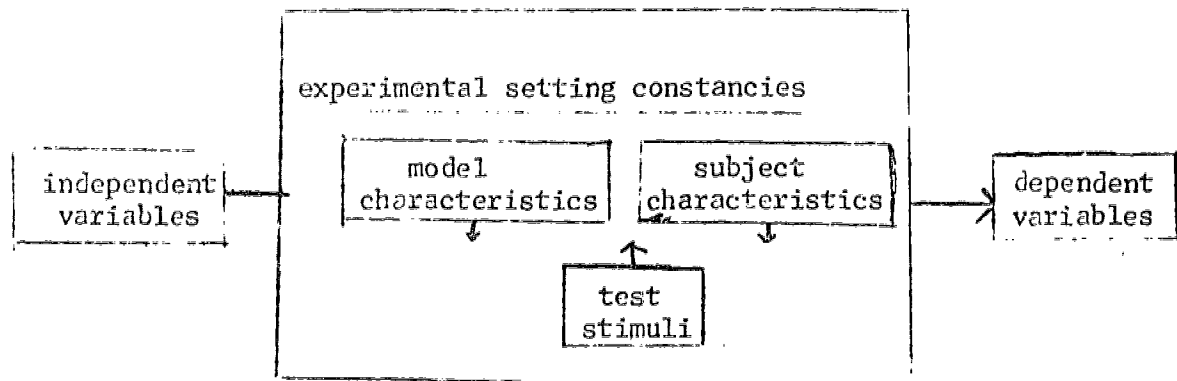 experimental setting constancies
independent
variables
model
characteristics
subject
characteristics
test
stimuli
dependent
variables